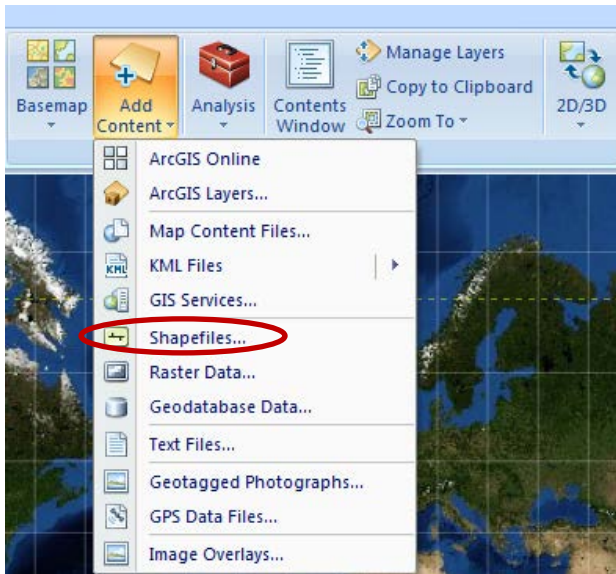 Basemap
Add
Content
Analysis
Contents
Window
Manage Layers
Copy to Clipboard
Zoom To
2D/3D
ArcGIS Online
ArcGIS Layers...
Map Content Files...
KML
KML Files
GIS Services...
Shapefiles...
Raster Data...
Geodatabase Data...
Text Files...
Geotagged Photographs...
GPS Data Files...
Image Overlays...